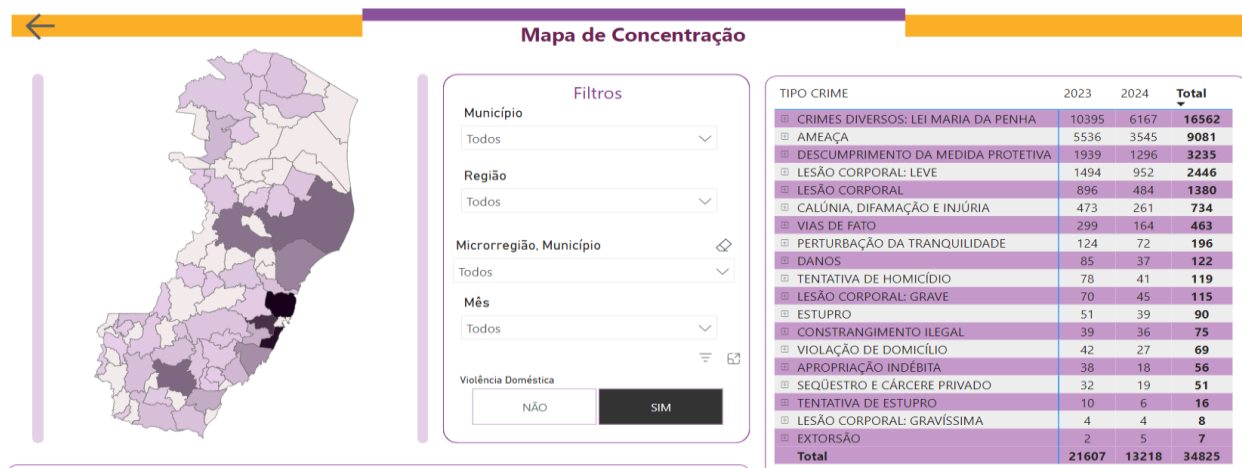 Mapa de Concentração
Filtros
Município
Todos
Região
Todos
Microrregião, Município
Todos
Mês
Todos
Violência Doméstica
NÃO SIM
TIPO CRIME 2023 2024 Total
CRIMES DIVERSOS: LEI MARIA DA PENHA 10395 6167 16562
AMEAÇA 5536 3545 9081
DESCUMPRIMENTO DA MEDIDA PROTETIVA 1939 1296 3235
LESÃO CORPORAL: LEVE 1494 952 2446
LESÃO CORPORAL 896 484 1380
CALÚNIA, DIFAMAÇÃO E INJÚRIA 473 261 734
VIAS DE FATO 299 164 463
PERTURBAÇÃO DA TRANQUILIDADE 124 72 196
DANOS 85 37 122
TENTATIVA DE HOMICÍDIO 78 41 119
LESÃO CORPORAL: GRAVE 70 45 115
ESTUPRO 51 39 90
CONSTRANGIMENTO ILEGAL 39 36 75
VIOLAÇÃO DE DOMICÍLIO 42 27 69
APROPRIAÇÃO INDÉBITA 38 18 56
SEQÜESTRO E CÁRCERE PRIVADO 32 19 51
TENTATIVA DE ESTUPRO 10 6 16
LESÃO CORPORAL: GRAVÍSSIMA 4 4 8
EXTORSÃO 2 5 7
Total 21607 13218 34825